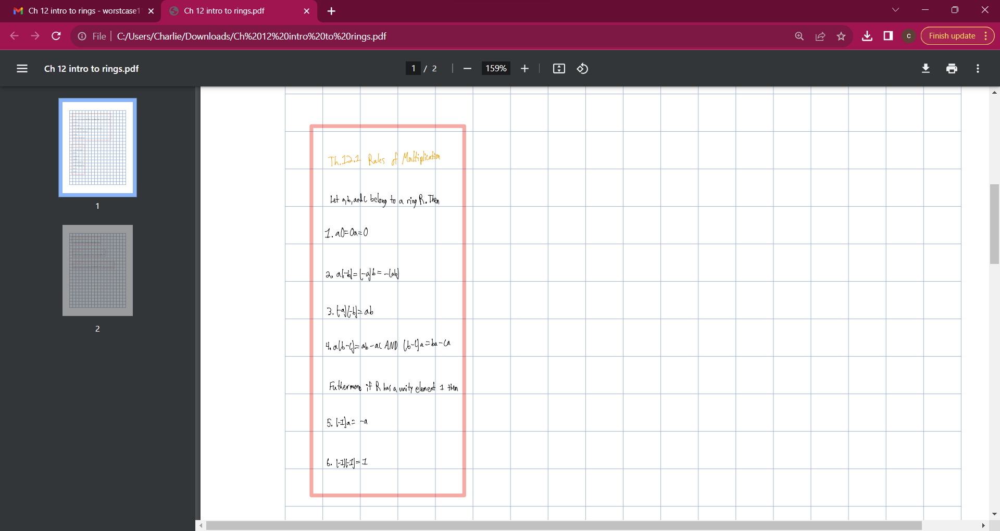 Ch 12 intro to rings - worstcase1
Ch 12 intro to rings.pdf
File
C:/Users/Charlie/Downloads/Ch%2012%20intro%20to%20rings.pdf
C
Finish update
Ch 12 intro to rings.pdf
1 / 2
159%
1
2
Th.12.1 Rules of Multiplication
Let a,b, and c belong to a ring R. Then
1. a0=0a=0
2. a(-b)=(-a)b=-(ab)
3. (-a)(-b)=ab
4. a(b-c)=ab-ac AND (b-c)a=ba-ca
Futhermore if R has a unity element 1 then
5. (-1)a=-a
6. (-1)(-1)=1